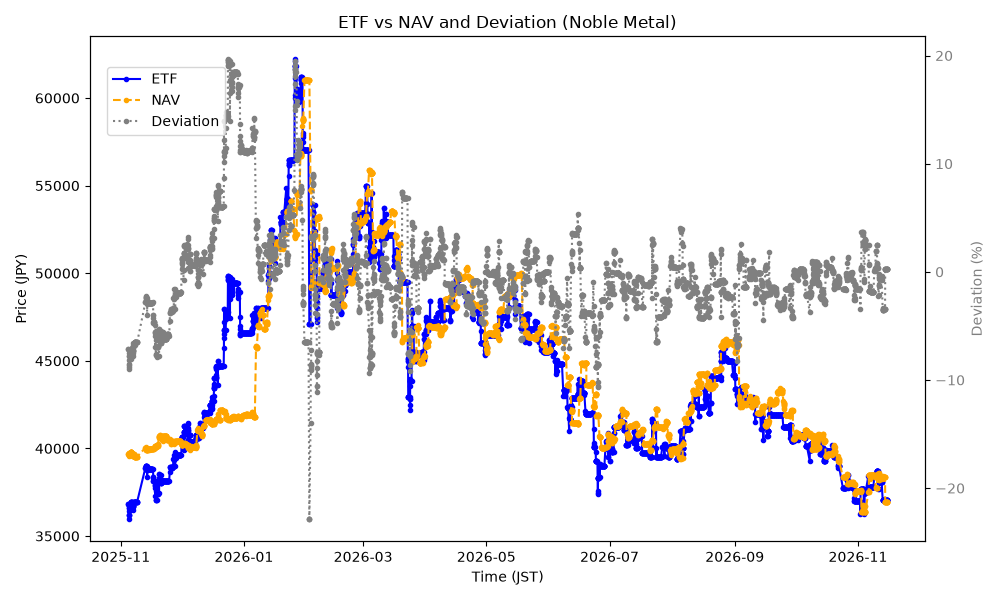 ETF vs NAV and Deviation (Noble Metal)
ETF
NAV
Deviation
Price (JPY)
60000
55000
50000
45000
40000
35000
Deviation (%)
20
10
0
−10
−20
2025-11
2026-01
2026-03
2026-05
2026-07
2026-09
2026-11
Time (JST)